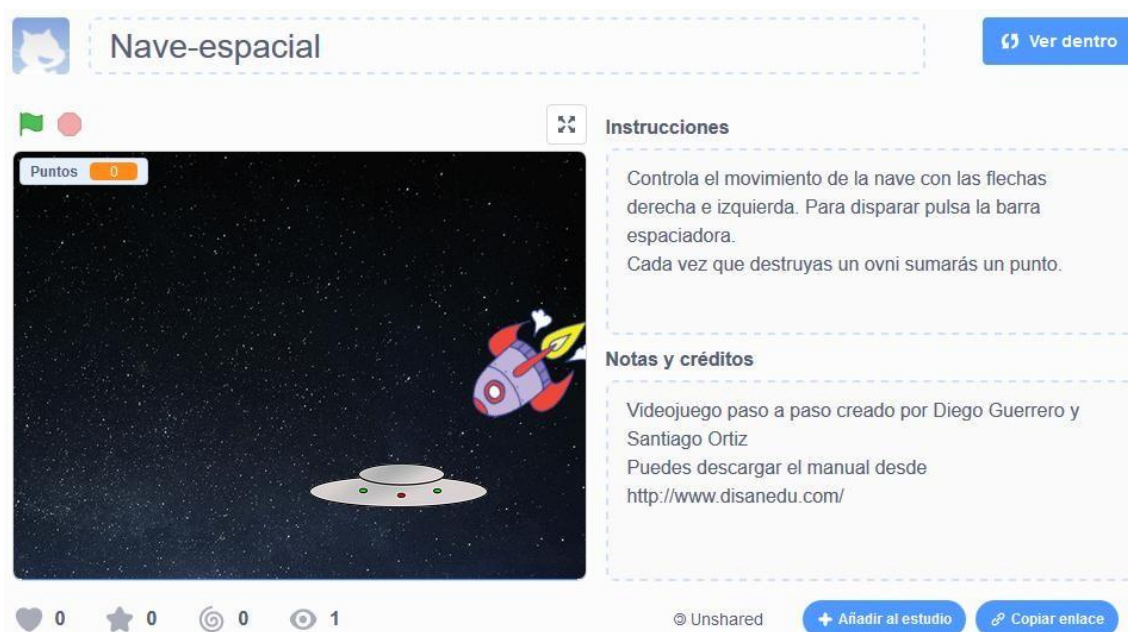 Nave-espacial
Ver dentro
Instrucciones
Puntos 0
Controla el movimiento de la nave con las flechas
derecha e izquierda. Para disparar pulsa la barra
espaciadora.
Cada vez que destruyas un ovni sumarás un punto.
Notas y créditos
Videojuego paso a paso creado por Diego Guerrero y
Santiago Ortiz
Puedes descargar el manual desde
http://www.disanedu.com/
0 0 0 1
Unshared
Añadir al estudio
Copiar enlace